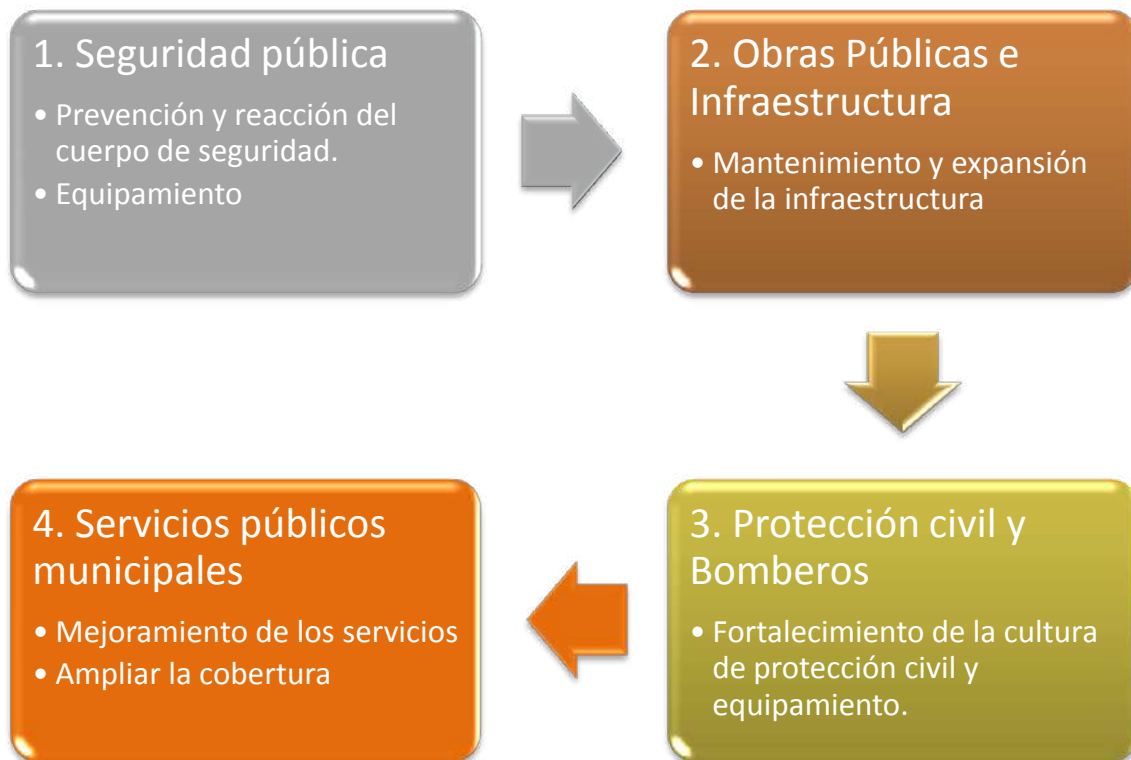 1. Seguridad pública
• Prevención y reacción del
cuerpo de seguridad.
• Equipamiento
2. Obras Públicas e
Infraestructura
• Mantenimiento y expansión
de la infraestructura
3. Protección civil y
Bomberos
• Fortalecimiento de la cultura
de protección civil y
equipamiento.
4. Servicios públicos
municipales
• Mejoramiento de los servicios
• Ampliar la cobertura